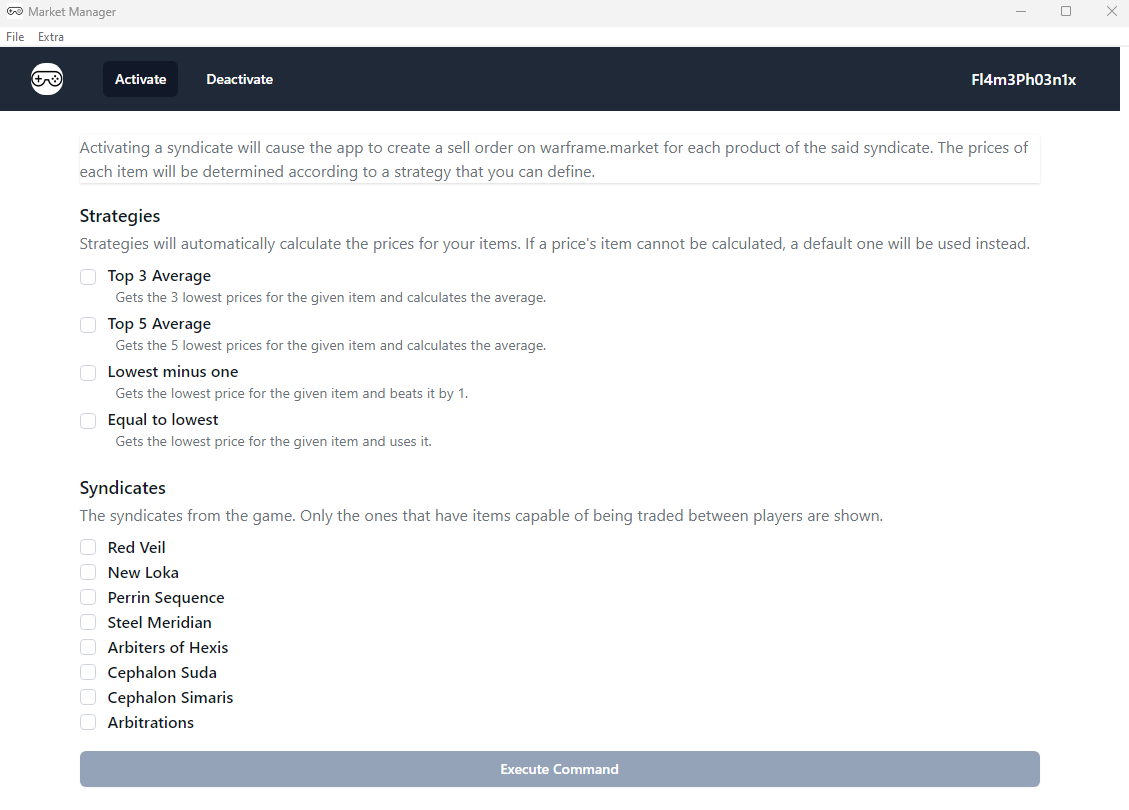 Market Manager
File Extra
Activate Deactivate Fl4m3Ph03n1x
Activating a syndicate will cause the app to create a sell order on warframe.market for each product of the said syndicate. The prices of
each item will be determined according to a strategy that you can define.
Strategies
Strategies will automatically calculate the prices for your items. If a price's item cannot be calculated, a default one will be used instead.
Top 3 Average
Gets the 3 lowest prices for the given item and calculates the average.
Top 5 Average
Gets the 5 lowest prices for the given item and calculates the average.
Lowest minus one
Gets the lowest price for the given item and beats it by 1.
Equal to lowest
Gets the lowest price for the given item and uses it.
Syndicates
The syndicates from the game. Only the ones that have items capable of being traded between players are shown.
Red Veil
New Loka
Perrin Sequence
Steel Meridian
Arbiters of Hexis
Cephalon Suda
Cephalon Simaris
Arbitrations
Execute Command